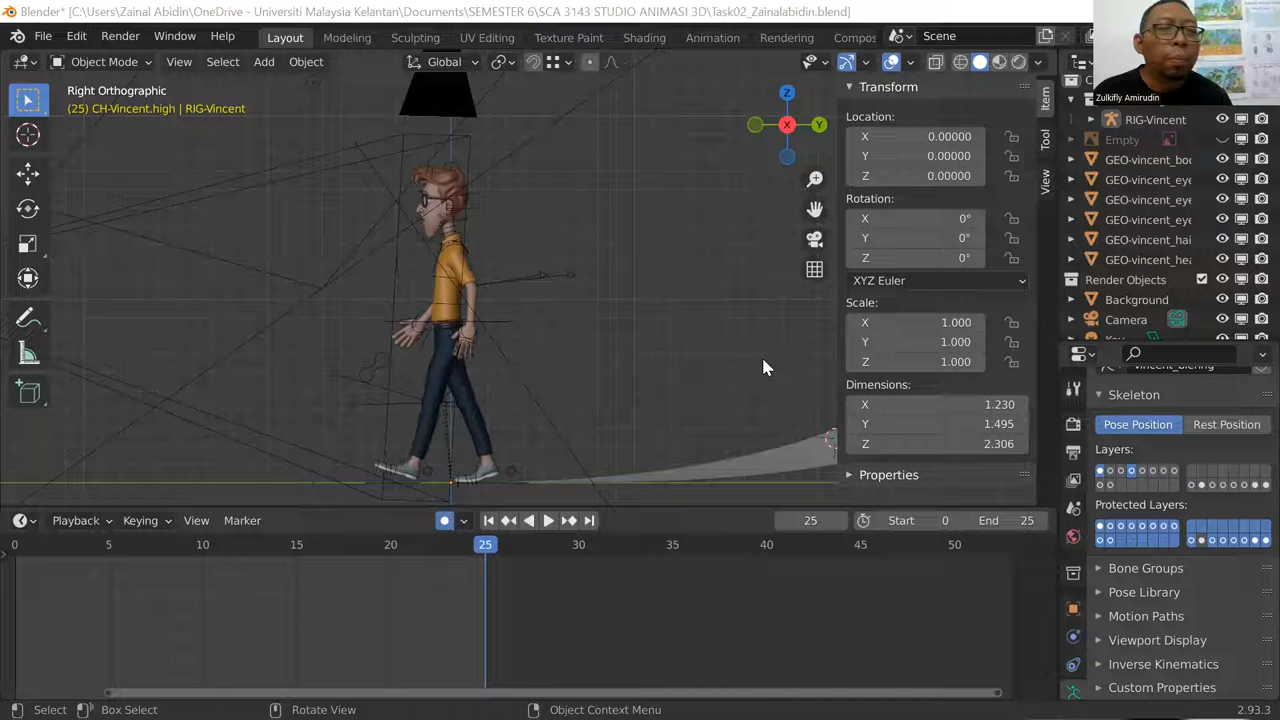 Blender* [C:\Users\Zainal Abidin\OneDrive - Universiti Malaysia Kelantan\Documents\SEMESTER 6\SCA 3143 STUDIO ANIMASI 3D\Task02_Zainalabidin.blend]
File Edit Render Window Help Layout Modeling Sculpting UV Editing Texture Paint Shading Animation Rendering Compos Scene
Object Mode View Select Add Object Global
Right Orthographic
(25) CH-Vincent.high | RIG-Vincent
Z
X
Y
Transform
Location:
X 0.00000
Y 0.00000
Z 0.00000
Rotation:
X 0°
Y 0°
Z 0°
XYZ Euler
Scale:
X 1.000
Y 1.000
Z 1.000
Dimensions:
X 1.230
Y 1.495
Z 2.306
Properties
Item
Tool
View
Zulkifly Amirudin
RIG-Vincent
Empty
GEO-vincent_bo
GEO-vincent_eye
GEO-vincent_eye
GEO-vincent_eye
GEO-vincent_hai
GEO-vincent_hea
Render Objects
Background
Camera
Skeleton
Pose Position Rest Position
Layers:
Protected Layers:
Bone Groups
Pose Library
Motion Paths
Viewport Display
Inverse Kinematics
Custom Properties
Playback Keying View Marker 25 Start 0 End 25
0 5 10 15 20 25 30 35 40 45 50
Select Box Select Rotate View Object Context Menu 2.93.3